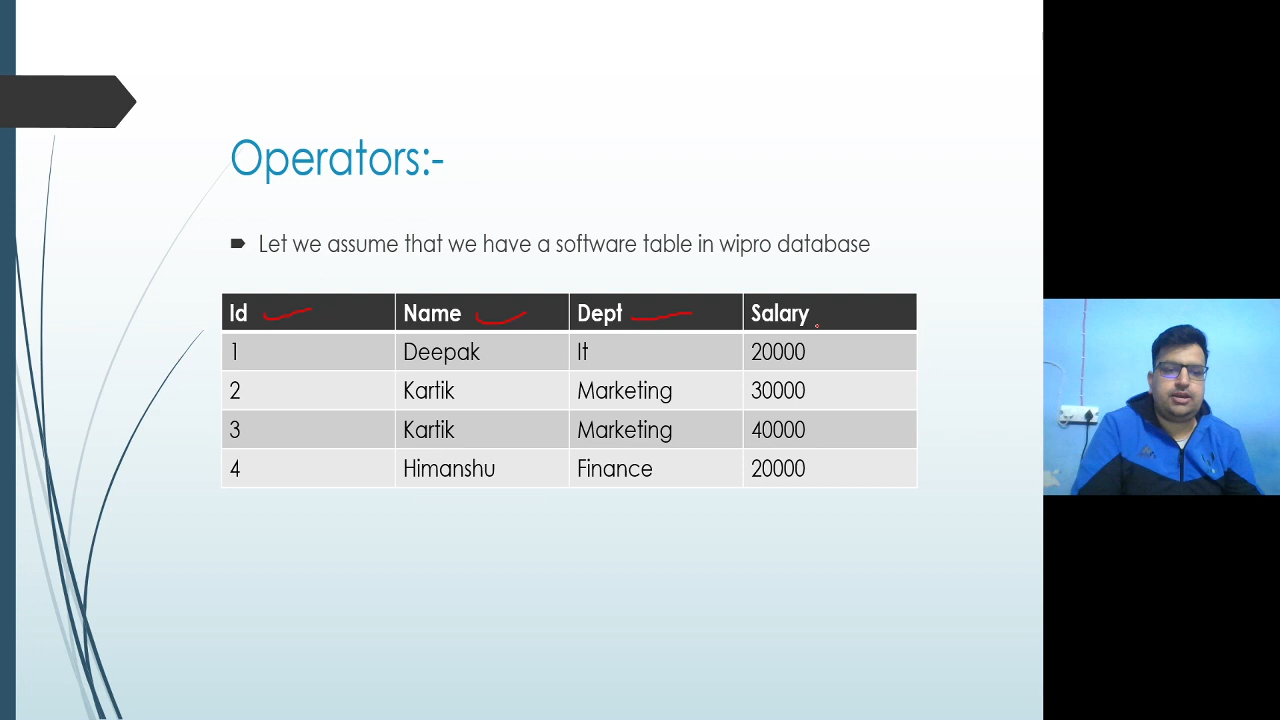 Operators:-
Let we assume that we have a software table in wipro database
Id Name Dept Salary
1 Deepak It 20000
2 Kartik Marketing 30000
3 Kartik Marketing 40000
4 Himanshu Finance 20000